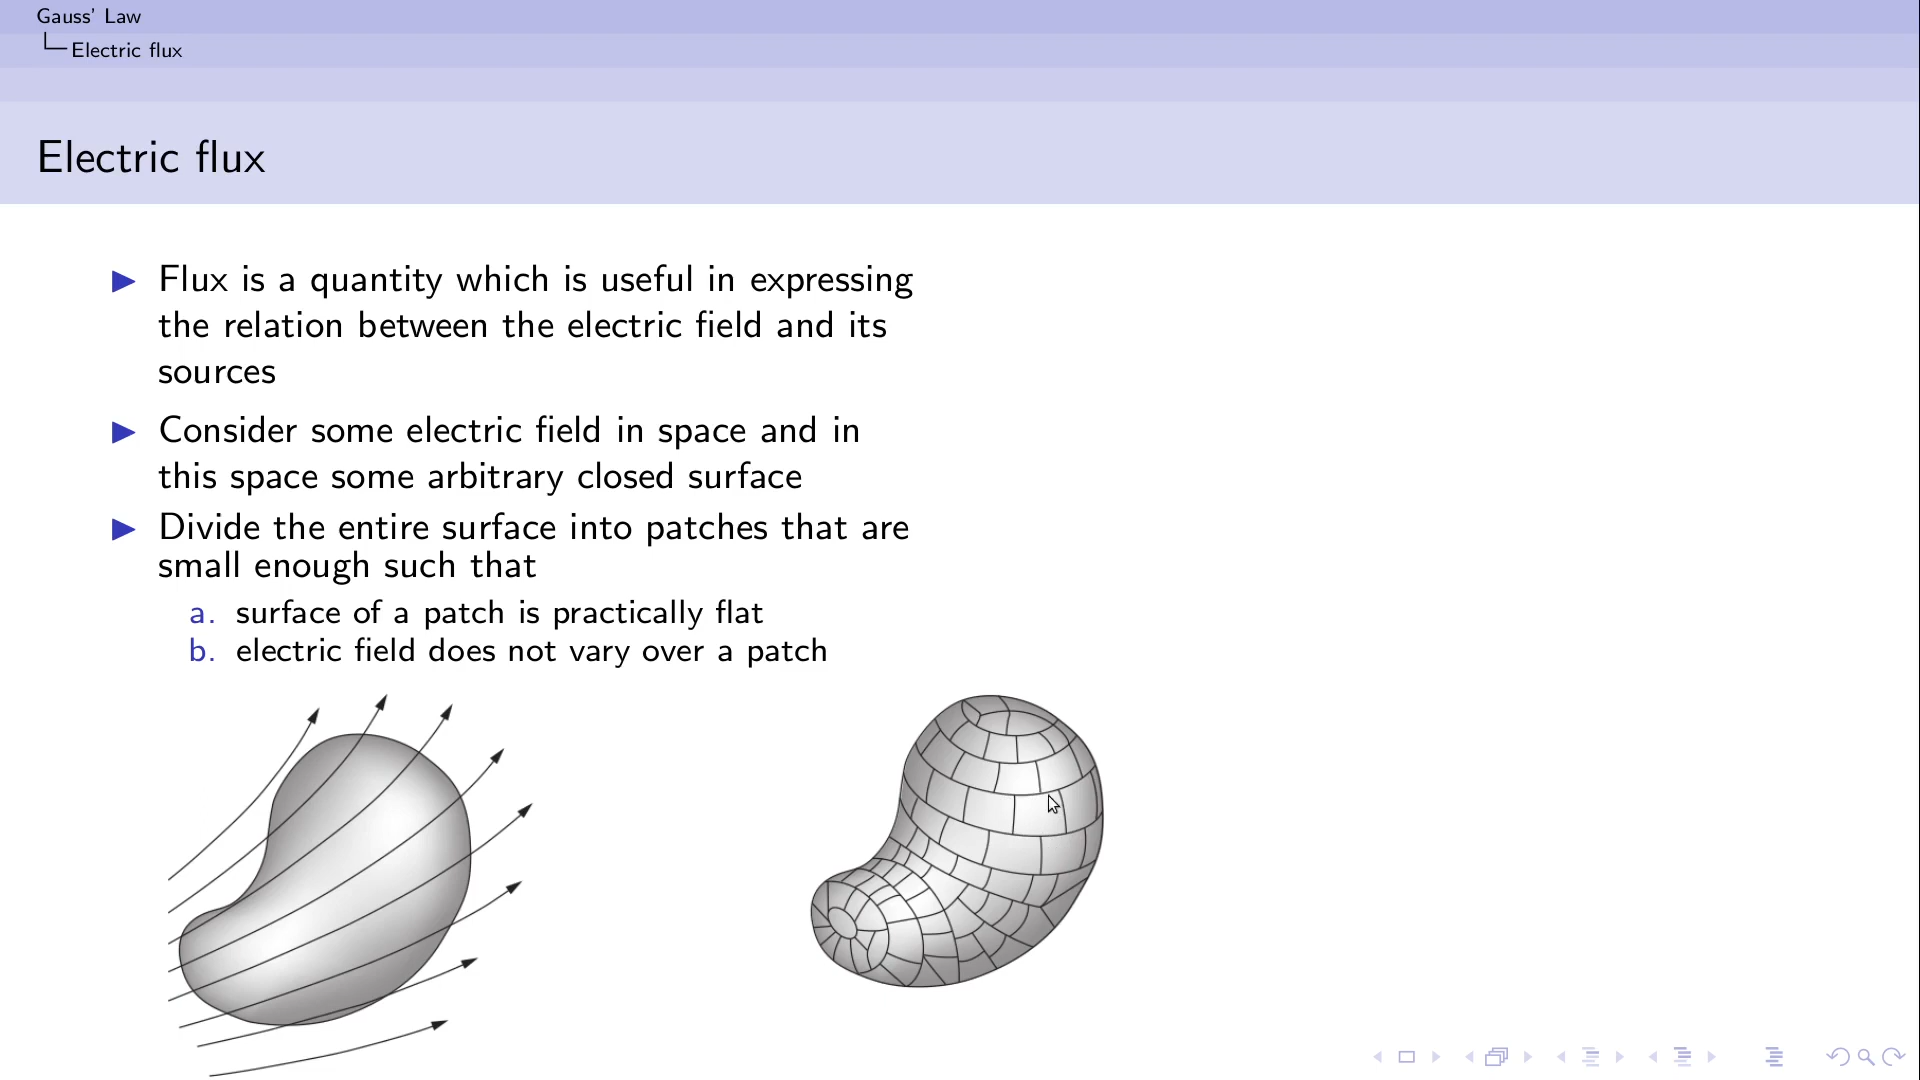 Gauss' Law
Electric flux
Electric flux
Flux is a quantity which is useful in expressing
the relation between the electric field and its
sources
Consider some electric field in space and in
this space some arbitrary closed surface
Divide the entire surface into patches that are
small enough such that
a. surface of a patch is practically flat
b. electric field does not vary over a patch